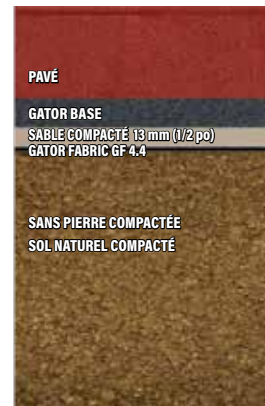 PAVÉ
GATOR BASE
SABLE COMPACTÉ 13 mm (1/2 po)
GATOR FABRIC GF 4.4
SANS PIERRE COMPACTÉE
SOL NATUREL COMPACTÉ